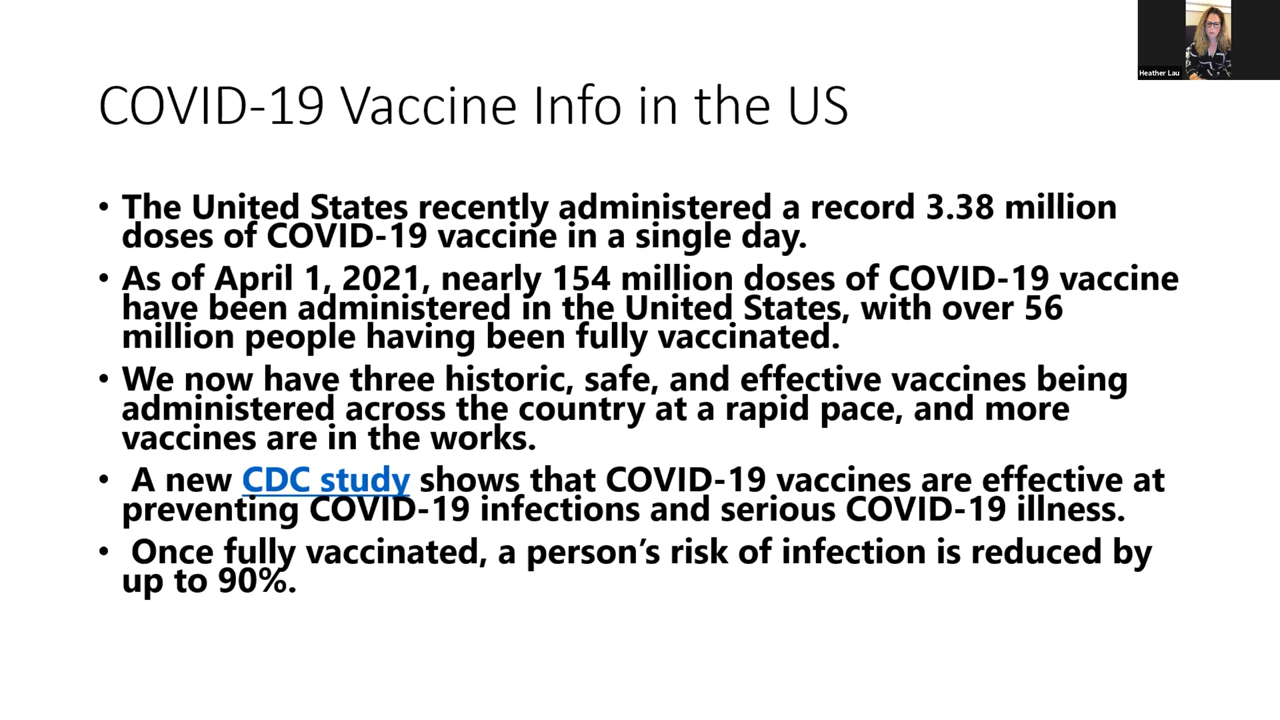 Heather Lau
COVID-19 Vaccine Info in the US
• The United States recently administered a record 3.38 million
doses of COVID-19 vaccine in a single day.
• As of April 1, 2021, nearly 154 million doses of COVID-19 vaccine
have been administered in the United States, with over 56
million people having been fully vaccinated.
• We now have three historic, safe, and effective vaccines being
administered across the country at a rapid pace, and more
vaccines are in the works.
• A new CDC study shows that COVID-19 vaccines are effective at
preventing COVID-19 infections and serious COVID-19 illness.
• Once fully vaccinated, a person’s risk of infection is reduced by
up to 90%.